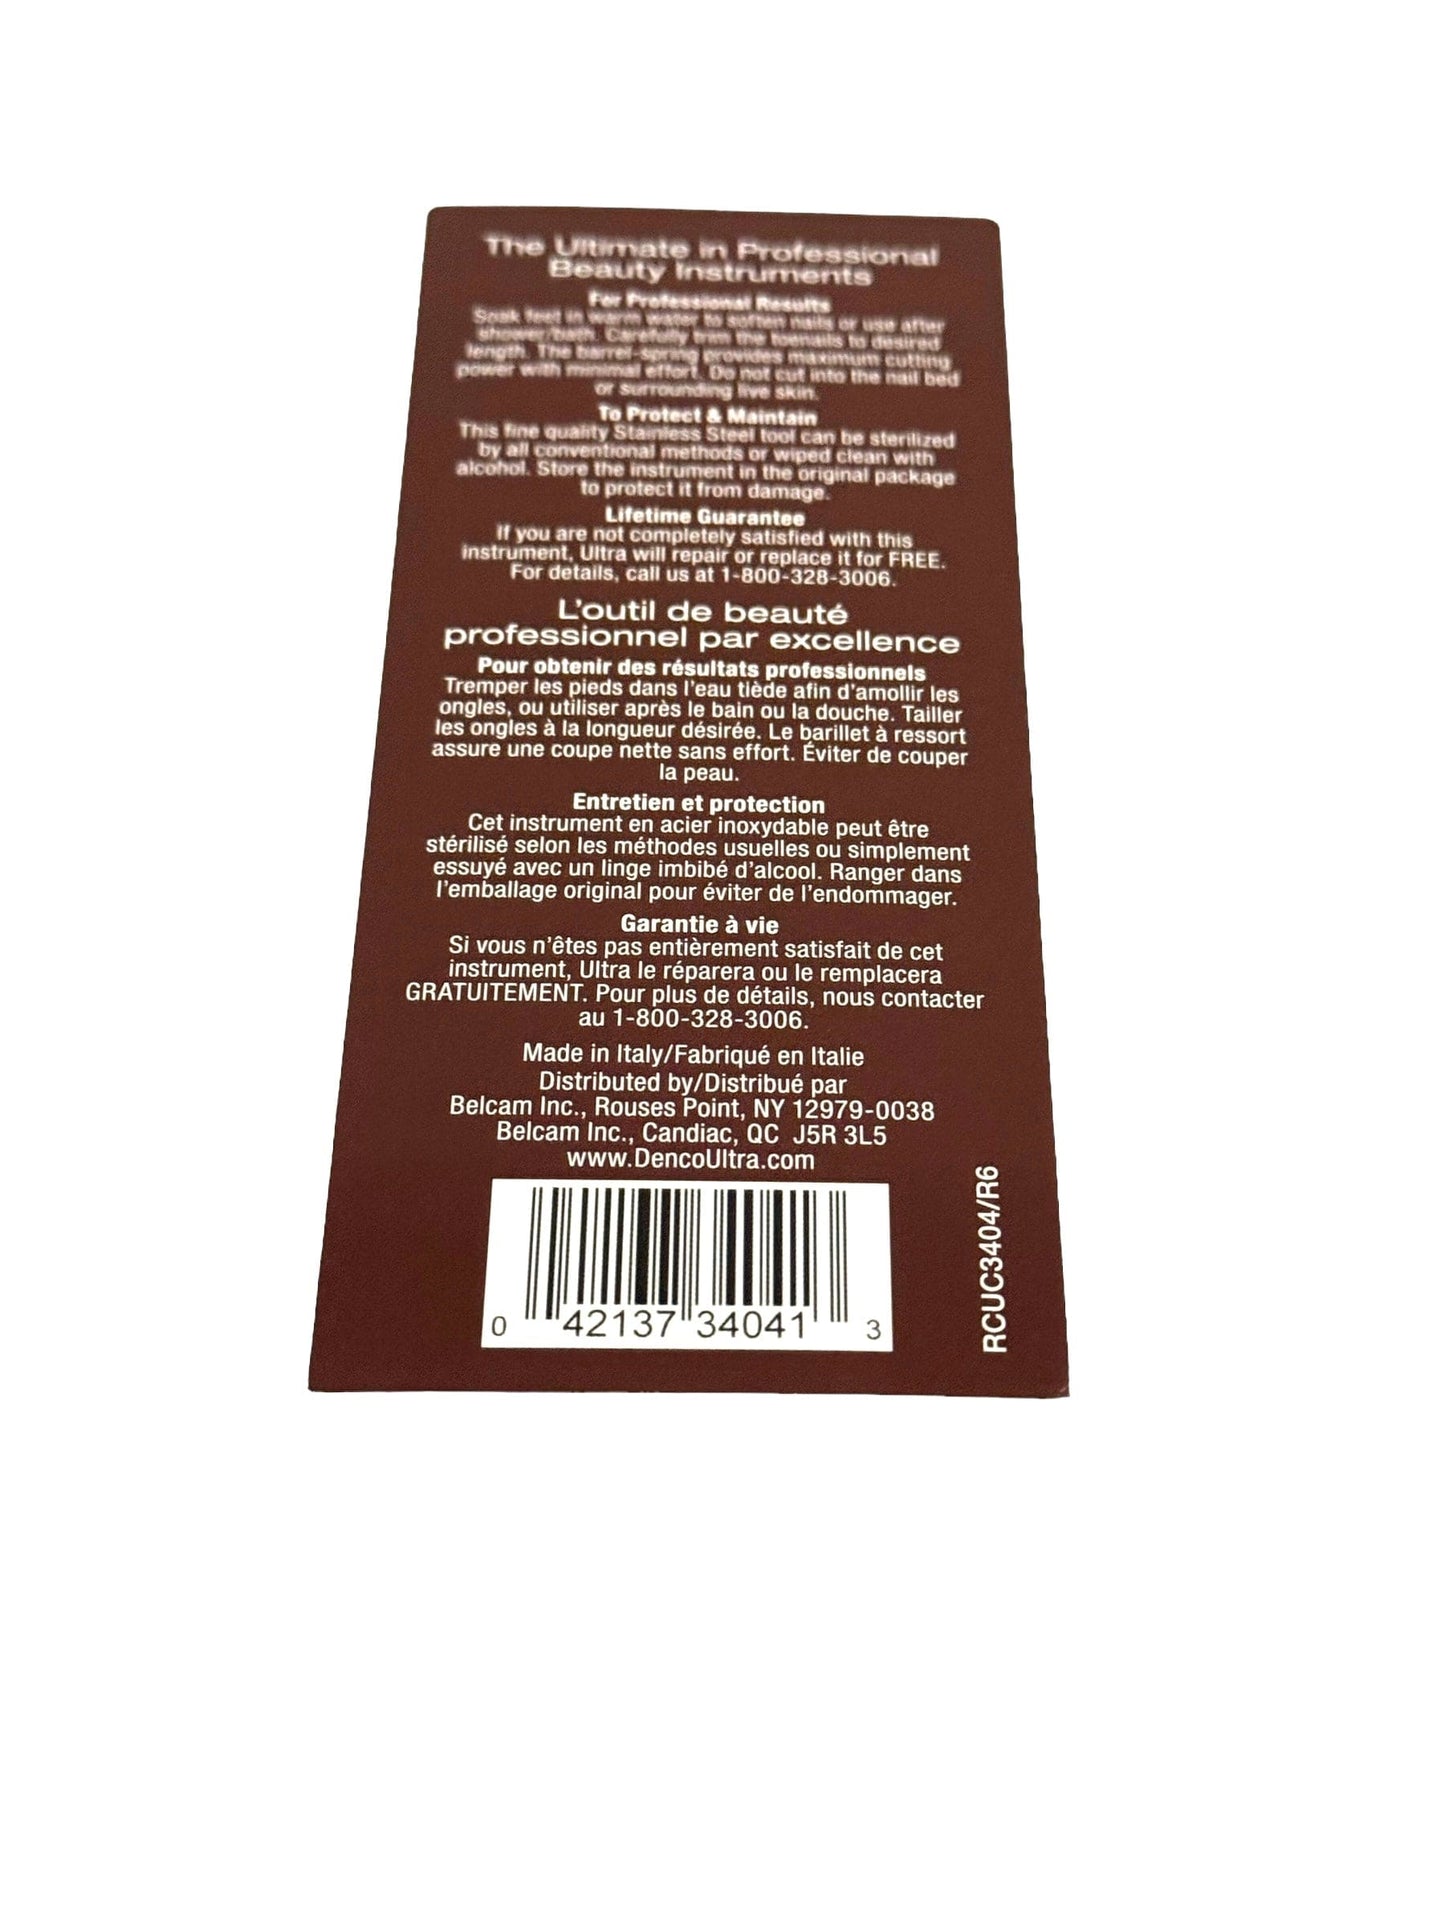 The Ultimate in Professional
Beauty Instruments
For Professional Results
Soak feet in warm water to soften nails or use after
shower/bath. Carefully trim the toenails to desired
length. The barrel-spring provides maximum cutting
power with minimal effort. Do not cut into the nail bed
or surrounding live skin.
To Protect & Maintain
This fine quality Stainless Steel tool can be sterilized
by all conventional methods or wiped clean with
alcohol. Store the instrument in the original package
to protect it from damage.
Lifetime Guarantee
If you are not completely satisfied with this
instrument, Ultra will repair or replace it for FREE.
For details, call us at 1-800-328-3006.
L'outil de beauté
professionnel par excellence
Pour obtenir des résultats professionnels
Tremper les pieds dans l'eau tiède afin d'amollir les
ongles, ou utiliser après le bain ou la douche. Tailler
les ongles à la longueur désirée. Le barillet à ressort
assure une coupe nette sans effort. Éviter de couper
la peau.
Entretien et protection
Cet instrument en acier inoxydable peut être
stérilisé selon les méthodes usuelles ou simplement
essuyé avec un linge imbibé d'alcool. Ranger dans
l'emballage original pour éviter de l'endommager.
Garantie à vie
Si vous n'êtes pas entièrement satisfait de cet
instrument, Ultra le réparera ou le remplacera
GRATUITEMENT. Pour plus de détails, nous contacter
au 1-800-328-3006.
Made in Italy/Fabriqué en Italie
Distributed by/Distribué par
Belcam Inc., Rouses Point, NY 12979-0038
Belcam Inc., Candiac, QC J5R 3L5
www.DencoUltra.com
0 42137 34041 3
RCUC3404/R6